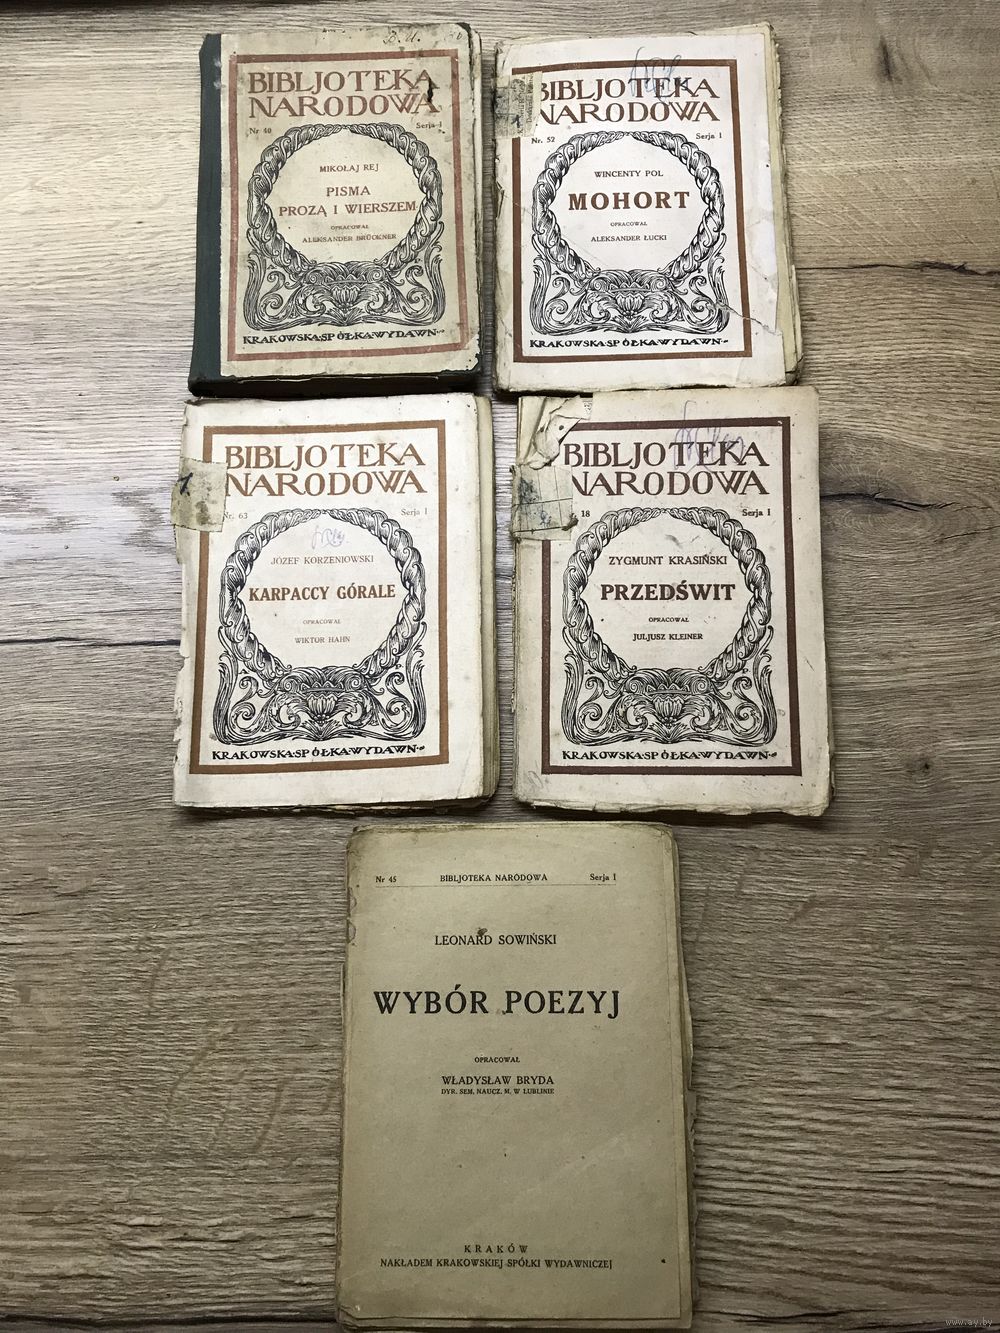 BIBLJOTEKA
NARODOWA
Nr 40 Serja I
MIKOŁAJ REJ
PISMA
PROZĄ I WIERSZEM
OPRACOWAŁ
ALEKSANDER BRÜCKNER
KRAKOWSKA·SPÓŁKA·WYDAWN·
BIBLJOTEKA
NARODOWA
Nr. 52 Serja I
WINCENTY POL
MOHORT
OPRACOWAŁ
ALEKSANDER ŁUCKI
KRAKOWSKA·SPÓŁKA·WYDAWN·
BIBLJOTEKA
NARODOWA
Nr. 63 Serja I
JÓZEF KORZENIOWSKI
KARPACCY GÓRALE
OPRACOWAŁ
WIKTOR HAHN
KRAKOWSKA·SPÓŁKA·WYDAWN·
BIBLJOTEKA
NARODOWA
18 Serja I
ZYGMUNT KRASIŃSKI
PRZEDŚWIT
OPRACOWAŁ
JULJUSZ KLEINER
KRAKOWSKA·SPÓŁKA·WYDAWN·
Nr 45 BIBLJOTEKA NARODOWA Serja I
LEONARD SOWIŃSKI
WYBÓR POEZYJ
OPRACOWAŁ
WŁADYSŁAW BRYDA
DYR. SEM. NAUCZ. M. W LUBLINIE
KRAKÓW
NAKŁADEM KRAKOWSKIEJ SPÓŁKI WYDAWNICZEJ
www.ay.by